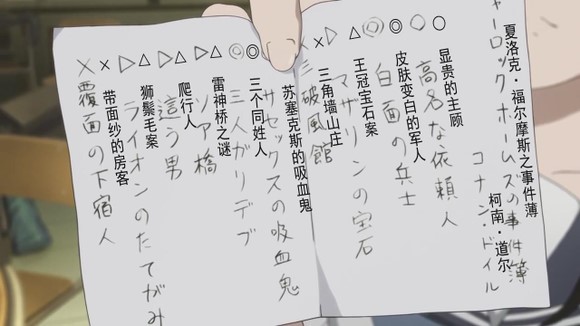 夏洛克·福尔摩斯之事件簿
ャーロックホームズの事件簿
柯南·道尔
コナン・ドイル
显贵的主顾
高名な依頼人
皮肤变白的军人
白面の兵士
王冠宝石案
マザリンの宝石
三角墙山庄
三破風館
苏塞克斯的吸血鬼
サセックスの吸血鬼
三个同姓人
三人ガリデブ
雷神桥之谜
ソア橋
爬行人
這う男
狮鬃毛案
ライオンのたてがみ
带面纱的房客
覆面の下宿人